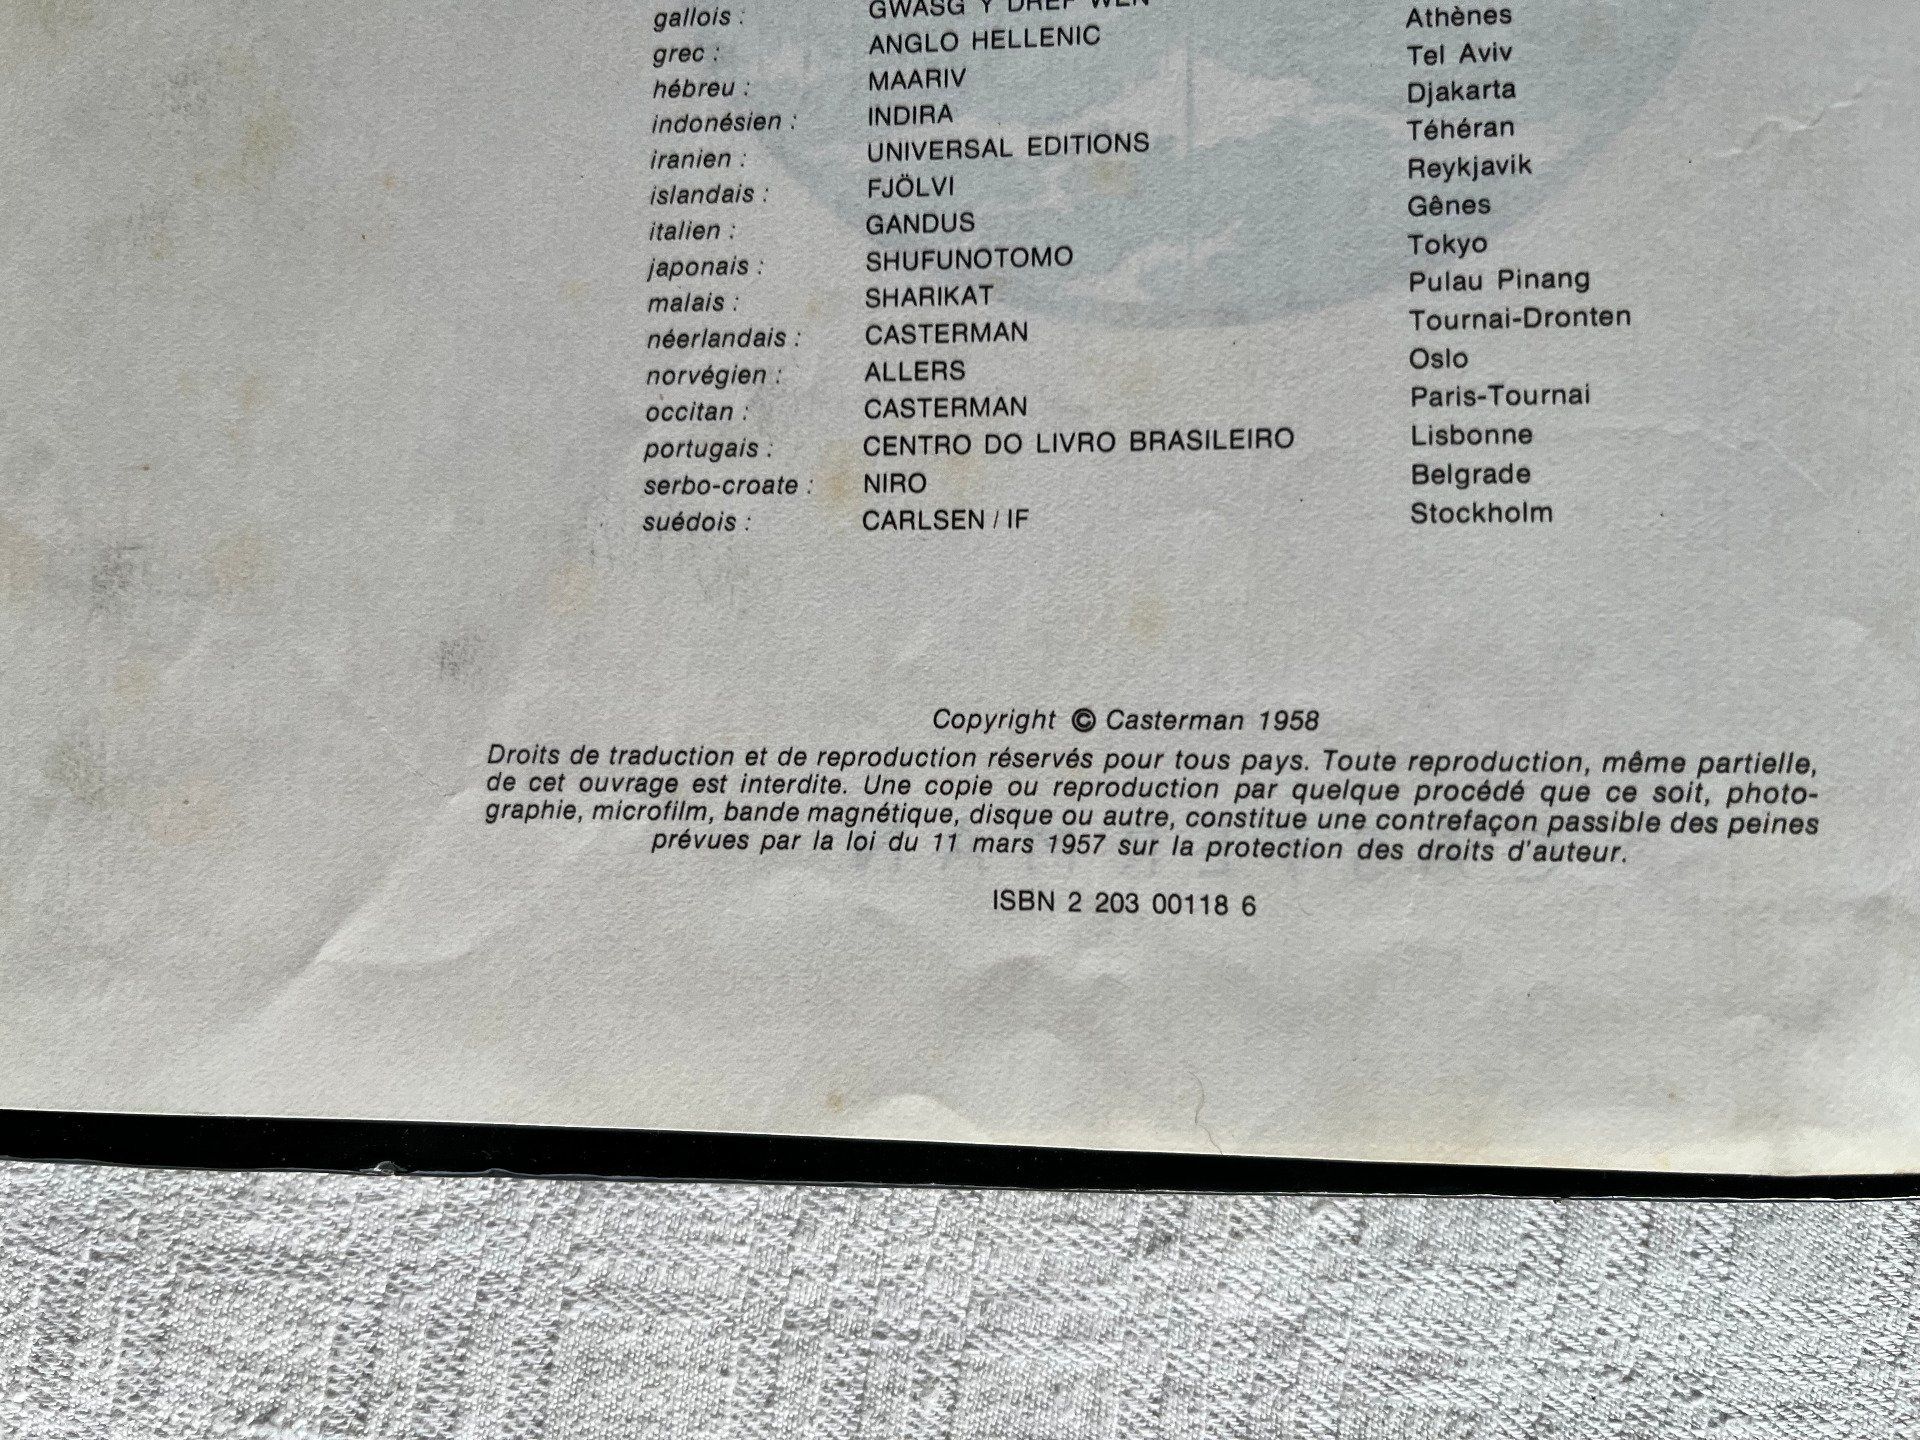 gallois : GWASG Y DREF WEN
grec : ANGLO HELLENIC Athènes
hébreu : MAARIV Tel Aviv
indonésien : INDIRA Djakarta
iranien : UNIVERSAL EDITIONS Téhéran
islandais : FJÖLVI Reykjavik
italien : GANDUS Gênes
japonais : SHUFUNOTOMO Tokyo
malais : SHARIKAT Pulau Pinang
néerlandais : CASTERMAN Tournai-Dronten
norvégien : ALLERS Oslo
occitan : CASTERMAN Paris-Tournai
portugais : CENTRO DO LIVRO BRASILEIRO Lisbonne
serbo-croate : NIRO Belgrade
suédois : CARLSEN / IF Stockholm
Copyright © Casterman 1958
Droits de traduction et de reproduction réservés pour tous pays. Toute reproduction, même partielle,
de cet ouvrage est interdite. Une copie ou reproduction par quelque procédé que ce soit, photo-
graphie, microfilm, bande magnétique, disque ou autre, constitue une contrefaçon passible des peines
prévues par la loi du 11 mars 1957 sur la protection des droits d'auteur.
ISBN 2 203 00118 6